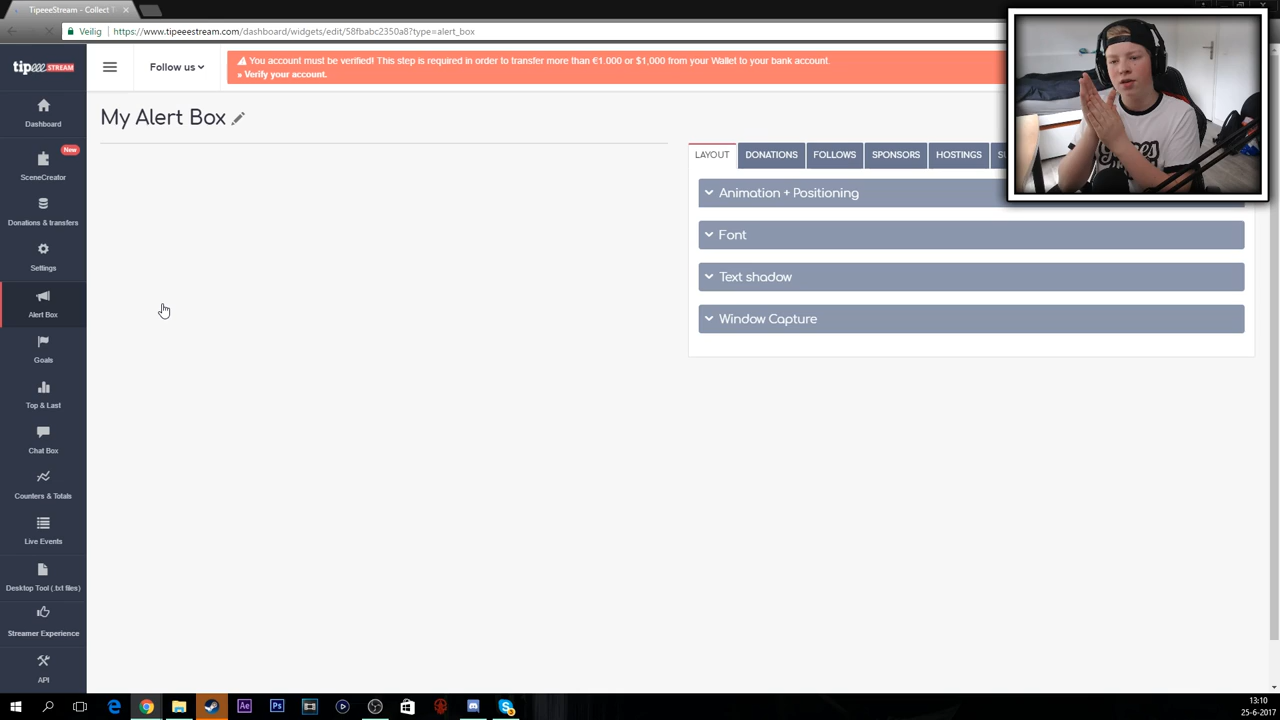 TipeeeStream - Collect T
Veilig
https://www.tipeeestream.com/dashboard/widgets/edit/58fbabc2350a8?type=alert_box
tipeee STREAM
Follow us
You account must be verified! This step is required in order to transfer more than €1.000 or $1,000 from your Wallet to your bank account.
» Verify your account.
Dashboard
New
SceneCreator
Donations & transfers
Settings
Alert Box
Goals
Top & Last
Chat Box
Counters & Totals
Live Events
Desktop Tool (.txt files)
Streamer Experience
API
My Alert Box
LAYOUT DONATIONS FOLLOWS SPONSORS HOSTINGS
Animation + Positioning
Font
Text shadow
Window Capture
Ae Ps
13:10
25-6-2017